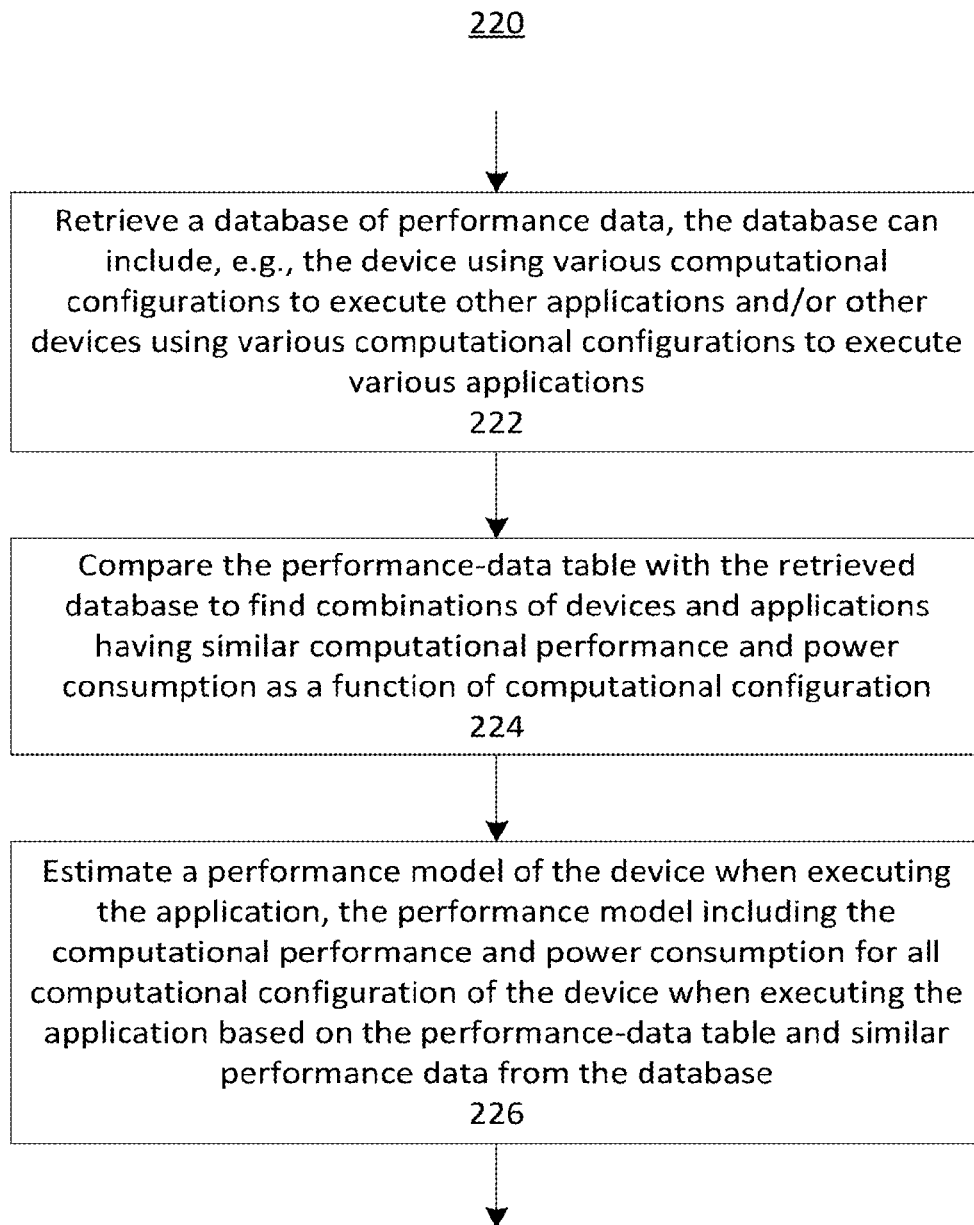 220
Retrieve a database of performance data, the database can
include, e.g., the device using various computational
configurations to execute other applications and/or other
devices using various computational configurations to execute
various applications
222
Compare the performance-data table with the retrieved
database to find combinations of devices and applications
having similar computational performance and power
consumption as a function of computational configuration
224
Estimate a performance model of the device when executing
the application, the performance model including the
computational performance and power consumption for all
computational configuration of the device when executing the
application based on the performance-data table and similar
performance data from the database
226